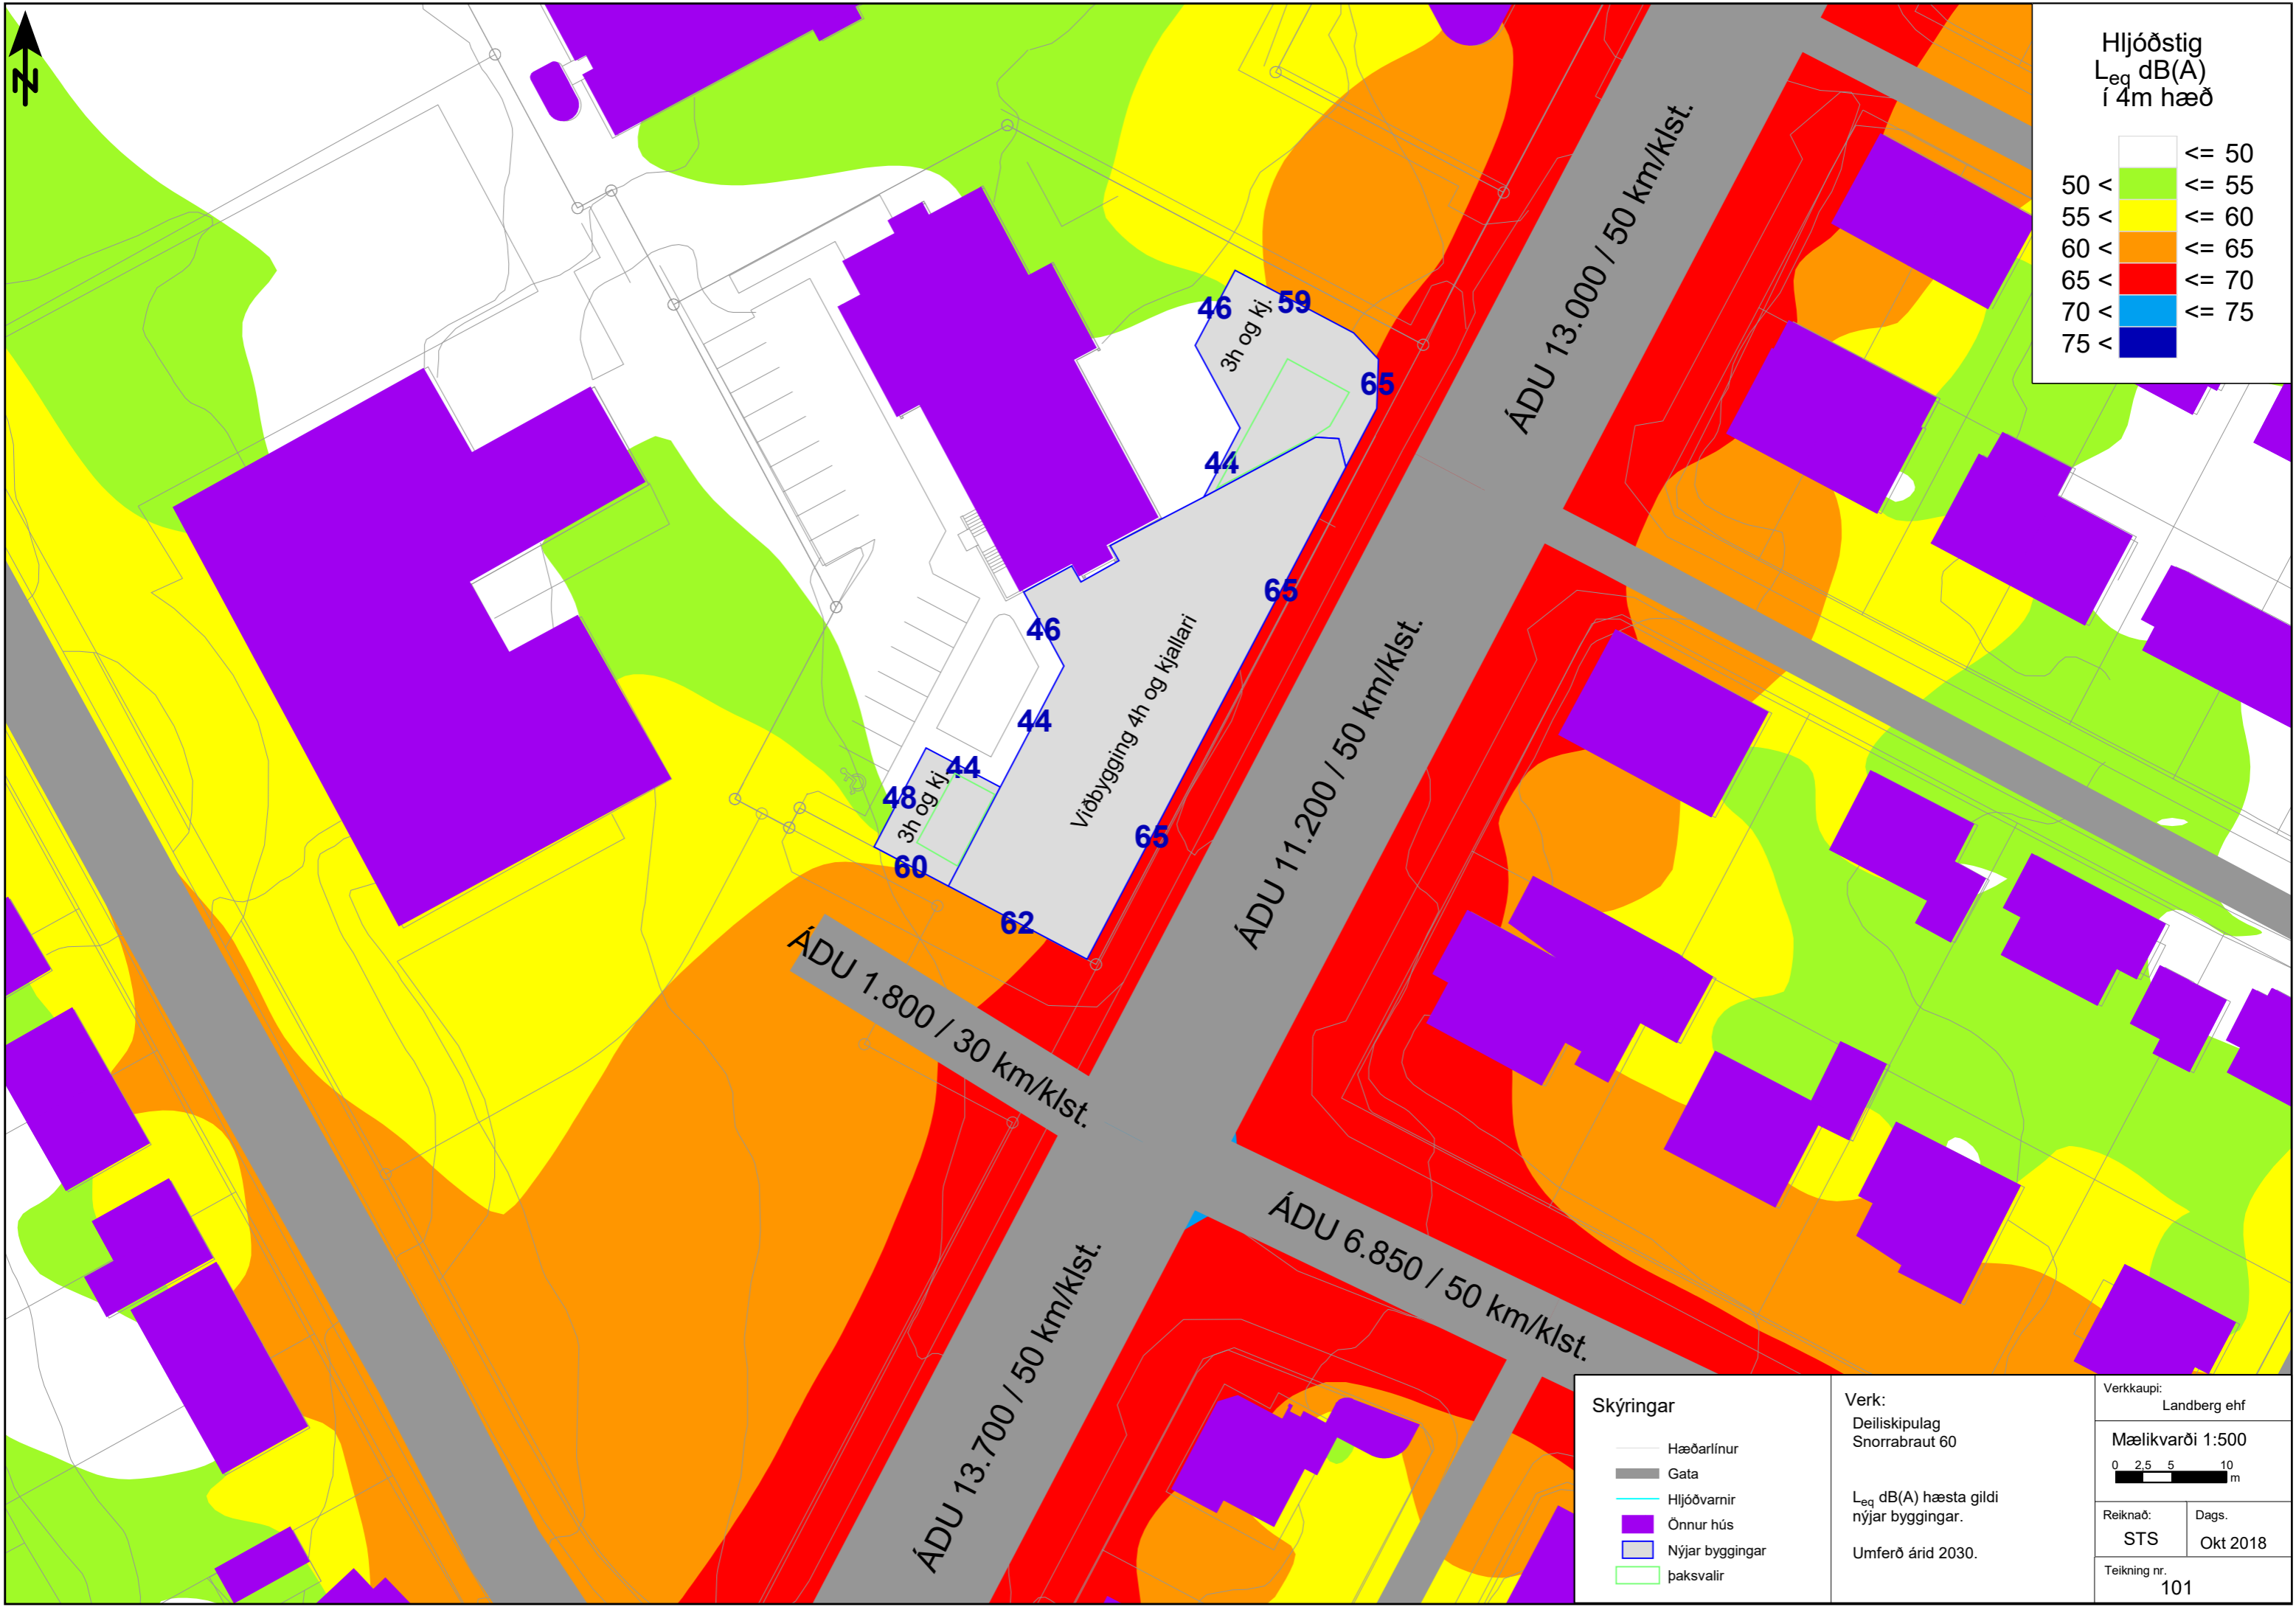 N
Hljóðstig
Leq dB(A)
í 4m hæð
<= 50
50 < <= 55
55 < <= 60
60 < <= 65
65 < <= 70
70 < <= 75
75 <
ÁDU 13.000 / 50 km/klst.
46
59
3h og kj.
65
44
65
46
ÁDU 11.200 / 50 km/klst.
Viðbygging 4h og kjallari
44
44
48
3h og kj.
65
60
62
ÁDU 1.800 / 30 km/klst.
ÁDU 6.850 / 50 km/klst.
ÁDU 13.700 / 50 km/klst.
Skýringar
Hæðarlínur
Gata
Hljóðvarnir
Önnur hús
Nýjar byggingar
þaksvalir
Verk:
Deiliskipulag
Snorrabraut 60
Leq dB(A) hæsta gildi
nýjar byggingar.
Umferð árid 2030.
Verkkaupi:
Landberg ehf
Mælikvarði 1:500
0 2,5 5 10
m
Reiknað:
STS
Dags.
Okt 2018
Teikning nr.
101